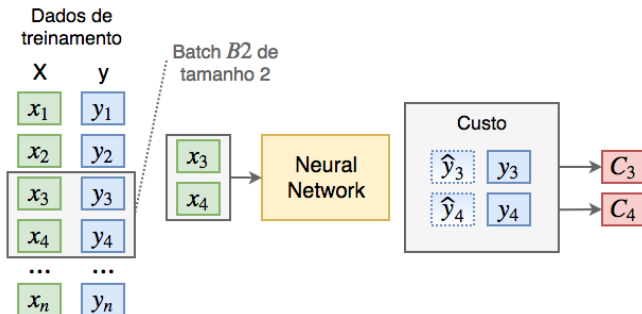 Dados de
treinamento
X y
x₁ y₁
x₂ y₂
x₃ y₃
x₄ y₄
... ...
xₙ yₙ
Batch B2 de
tamanho 2
x₃
x₄
Neural
Network
Custo
ŷ₃ y₃
ŷ₄ y₄
C₃
C₄